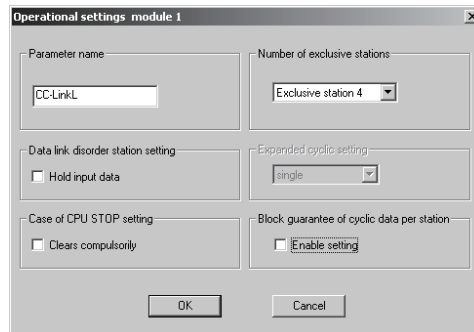 Operational settings module 1
Parameter name
CC-LinkL
Number of exclusive stations
Exclusive station 4
Data link disorder station setting
Hold input data
Expanded cyclic setting
single
Case of CPU STOP setting
Clears compulsorily
Block guarantee of cyclic data per station
Enable setting
OK
Cancel